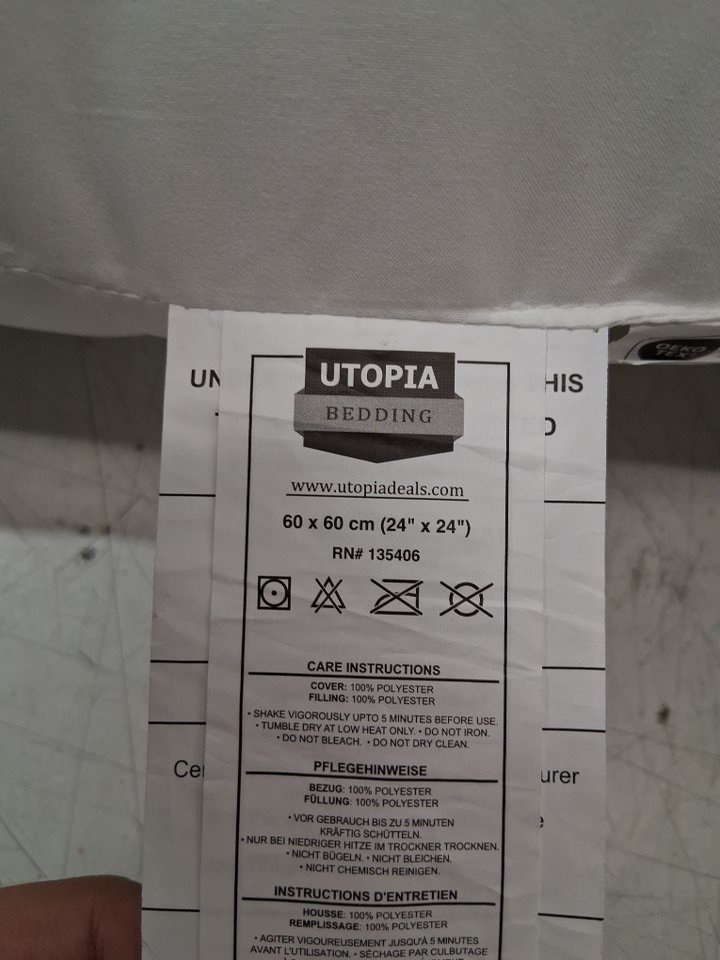 UTOPIA
BEDDING
www.utopiadeals.com
60 x 60 cm (24" x 24")
RN# 135406
CARE INSTRUCTIONS
COVER: 100% POLYESTER
FILLING: 100% POLYESTER
• SHAKE VIGOROUSLY UPTO 5 MINUTES BEFORE USE.
• TUMBLE DRY AT LOW HEAT ONLY. • DO NOT IRON.
• DO NOT BLEACH. • DO NOT DRY CLEAN.
PFLEGEHINWEISE
BEZUG: 100% POLYESTER
FÜLLUNG: 100% POLYESTER
• VOR GEBRAUCH BIS ZU 5 MINUTEN
KRÄFTIG SCHÜTTELN.
• NUR BEI NIEDRIGER HITZE IM TROCKNER TROCKNEN.
• NICHT BÜGELN. • NICHT BLEICHEN.
• NICHT CHEMISCH REINIGEN.
INSTRUCTIONS D'ENTRETIEN
HOUSSE: 100% POLYESTER
REMPLISSAGE: 100% POLYESTER
• AGITER VIGOUREUSEMENT JUSQU'À 5 MINUTES
AVANT L'UTILISATION. • SÉCHAGE PAR CULBUTAGE
UN
HIS
D
Cer
urer
OEKO
TEX